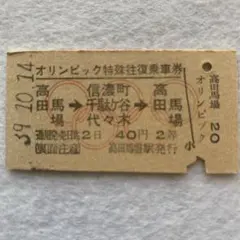 39.10.14
オリンピック特殊往復乗車券
高田馬場 → 信濃町 千駄ケ谷 代々木 → 高田馬場
通用発売日共2日 40円 2等
高田馬場駅発行
小
高田馬場
オリンピック
20